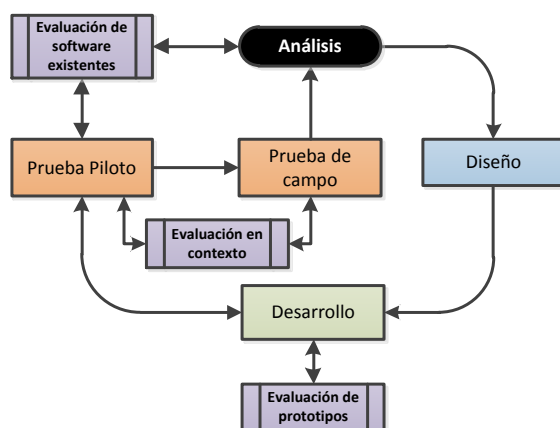 Evaluación de
software
existentes
Análisis
Prueba Piloto
Prueba de
campo
Diseño
Evaluación en
contexto
Desarrollo
Evaluación de
prototipos